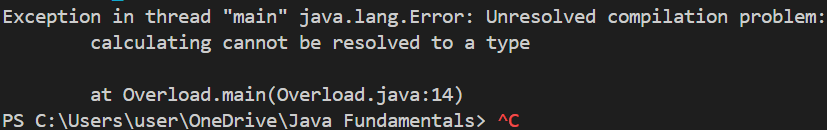 Exception in thread "main" java.lang.Error: Unresolved compilation problem:
calculating cannot be resolved to a type
at Overload.main(Overload.java:14)
PS C:\Users\user\OneDrive\Java Fundamentals> ^C